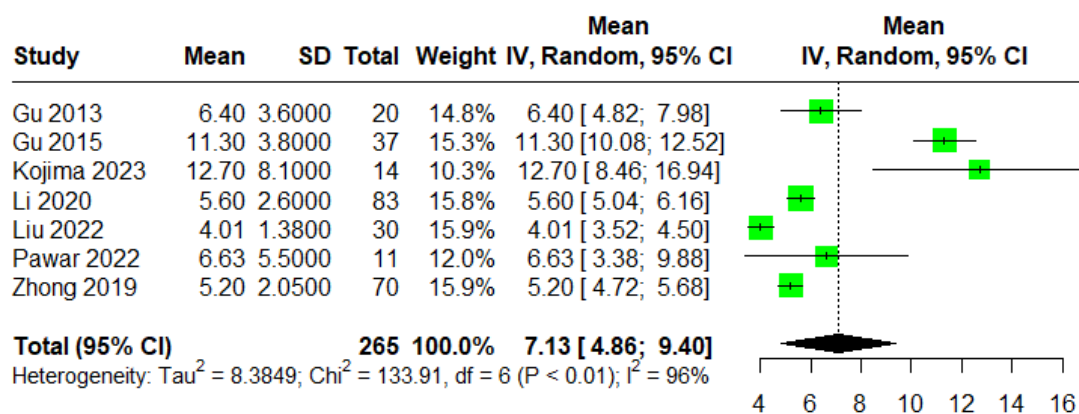 Mean Mean
Study Mean SD Total Weight IV, Random, 95% CI IV, Random, 95% CI
Gu 2013 6.40 3.6000 20 14.8% 6.40 [ 4.82; 7.98]
Gu 2015 11.30 3.8000 37 15.3% 11.30 [10.08; 12.52]
Kojima 2023 12.70 8.1000 14 10.3% 12.70 [ 8.46; 16.94]
Li 2020 5.60 2.6000 83 15.8% 5.60 [ 5.04; 6.16]
Liu 2022 4.01 1.3800 30 15.9% 4.01 [ 3.52; 4.50]
Pawar 2022 6.63 5.5000 11 12.0% 6.63 [ 3.38; 9.88]
Zhong 2019 5.20 2.0500 70 15.9% 5.20 [ 4.72; 5.68]
Total (95% CI) 265 100.0% 7.13 [ 4.86; 9.40]
Heterogeneity: Tau² = 8.3849; Chi² = 133.91, df = 6 (P < 0.01); I² = 96%
4 6 8 10 12 14 16